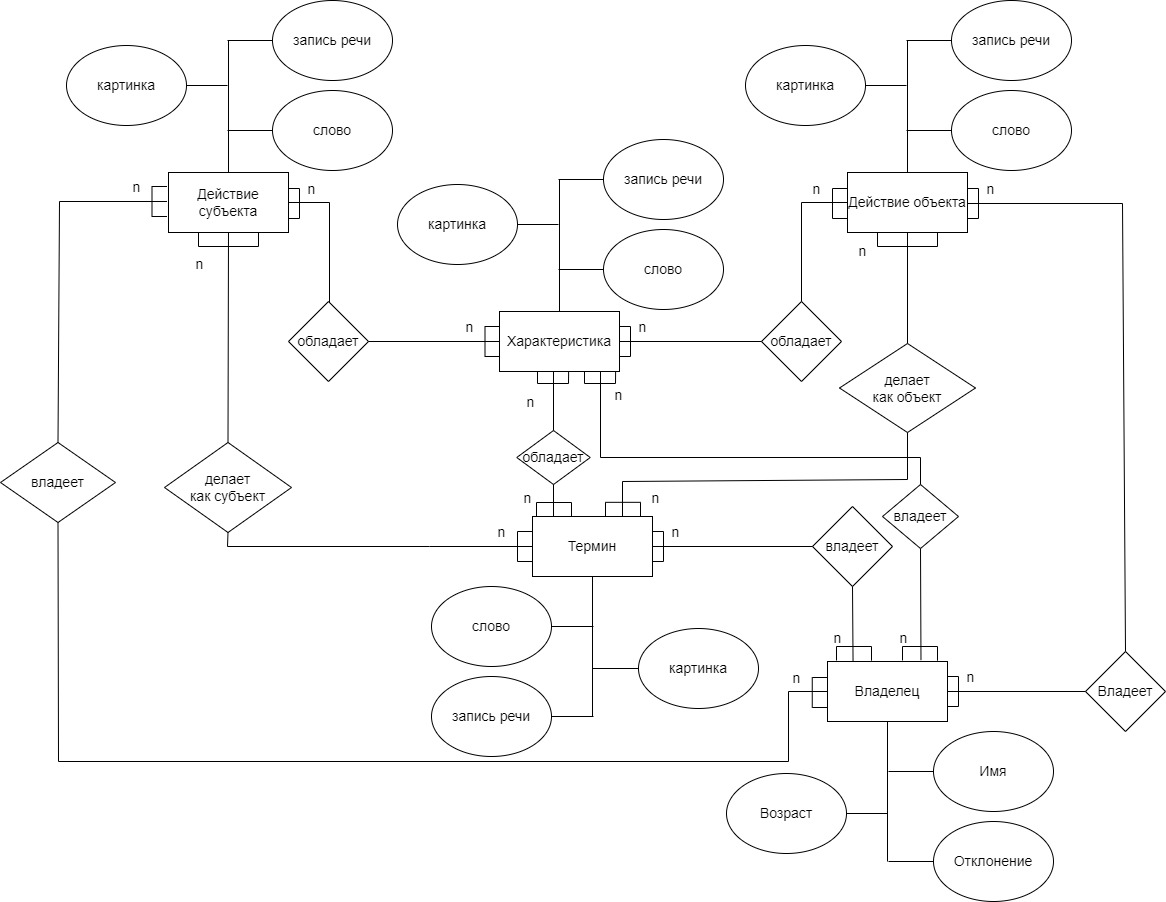 запись речи
запись речи
картинка
картинка
слово
слово
запись речи
n
n
n
n
Действие
субъекта
Действие объекта
картинка
n
n
слово
n
n
обладает
Характеристика
обладает
делает
как объект
n
n
обладает
владеет
делает
как субъект
n
n
владеет
n
n
Термин
владеет
слово
n
n
картинка
n
n
Владелец
Владеет
запись речи
Имя
Возраст
Отклонение